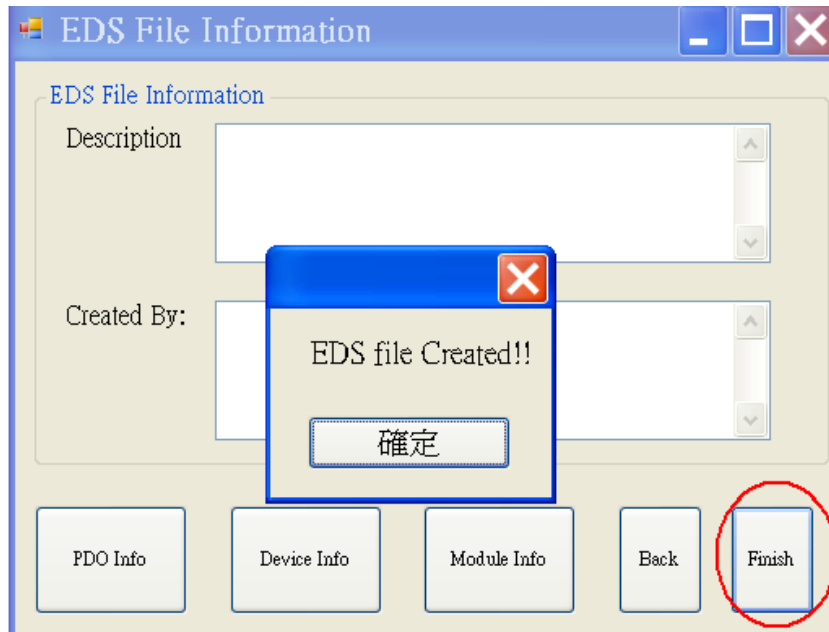 EDS File Information
EDS File Information
Description
Created By:
EDS file Created!!
確定
PDO Info
Device Info
Module Info
Back
Finish